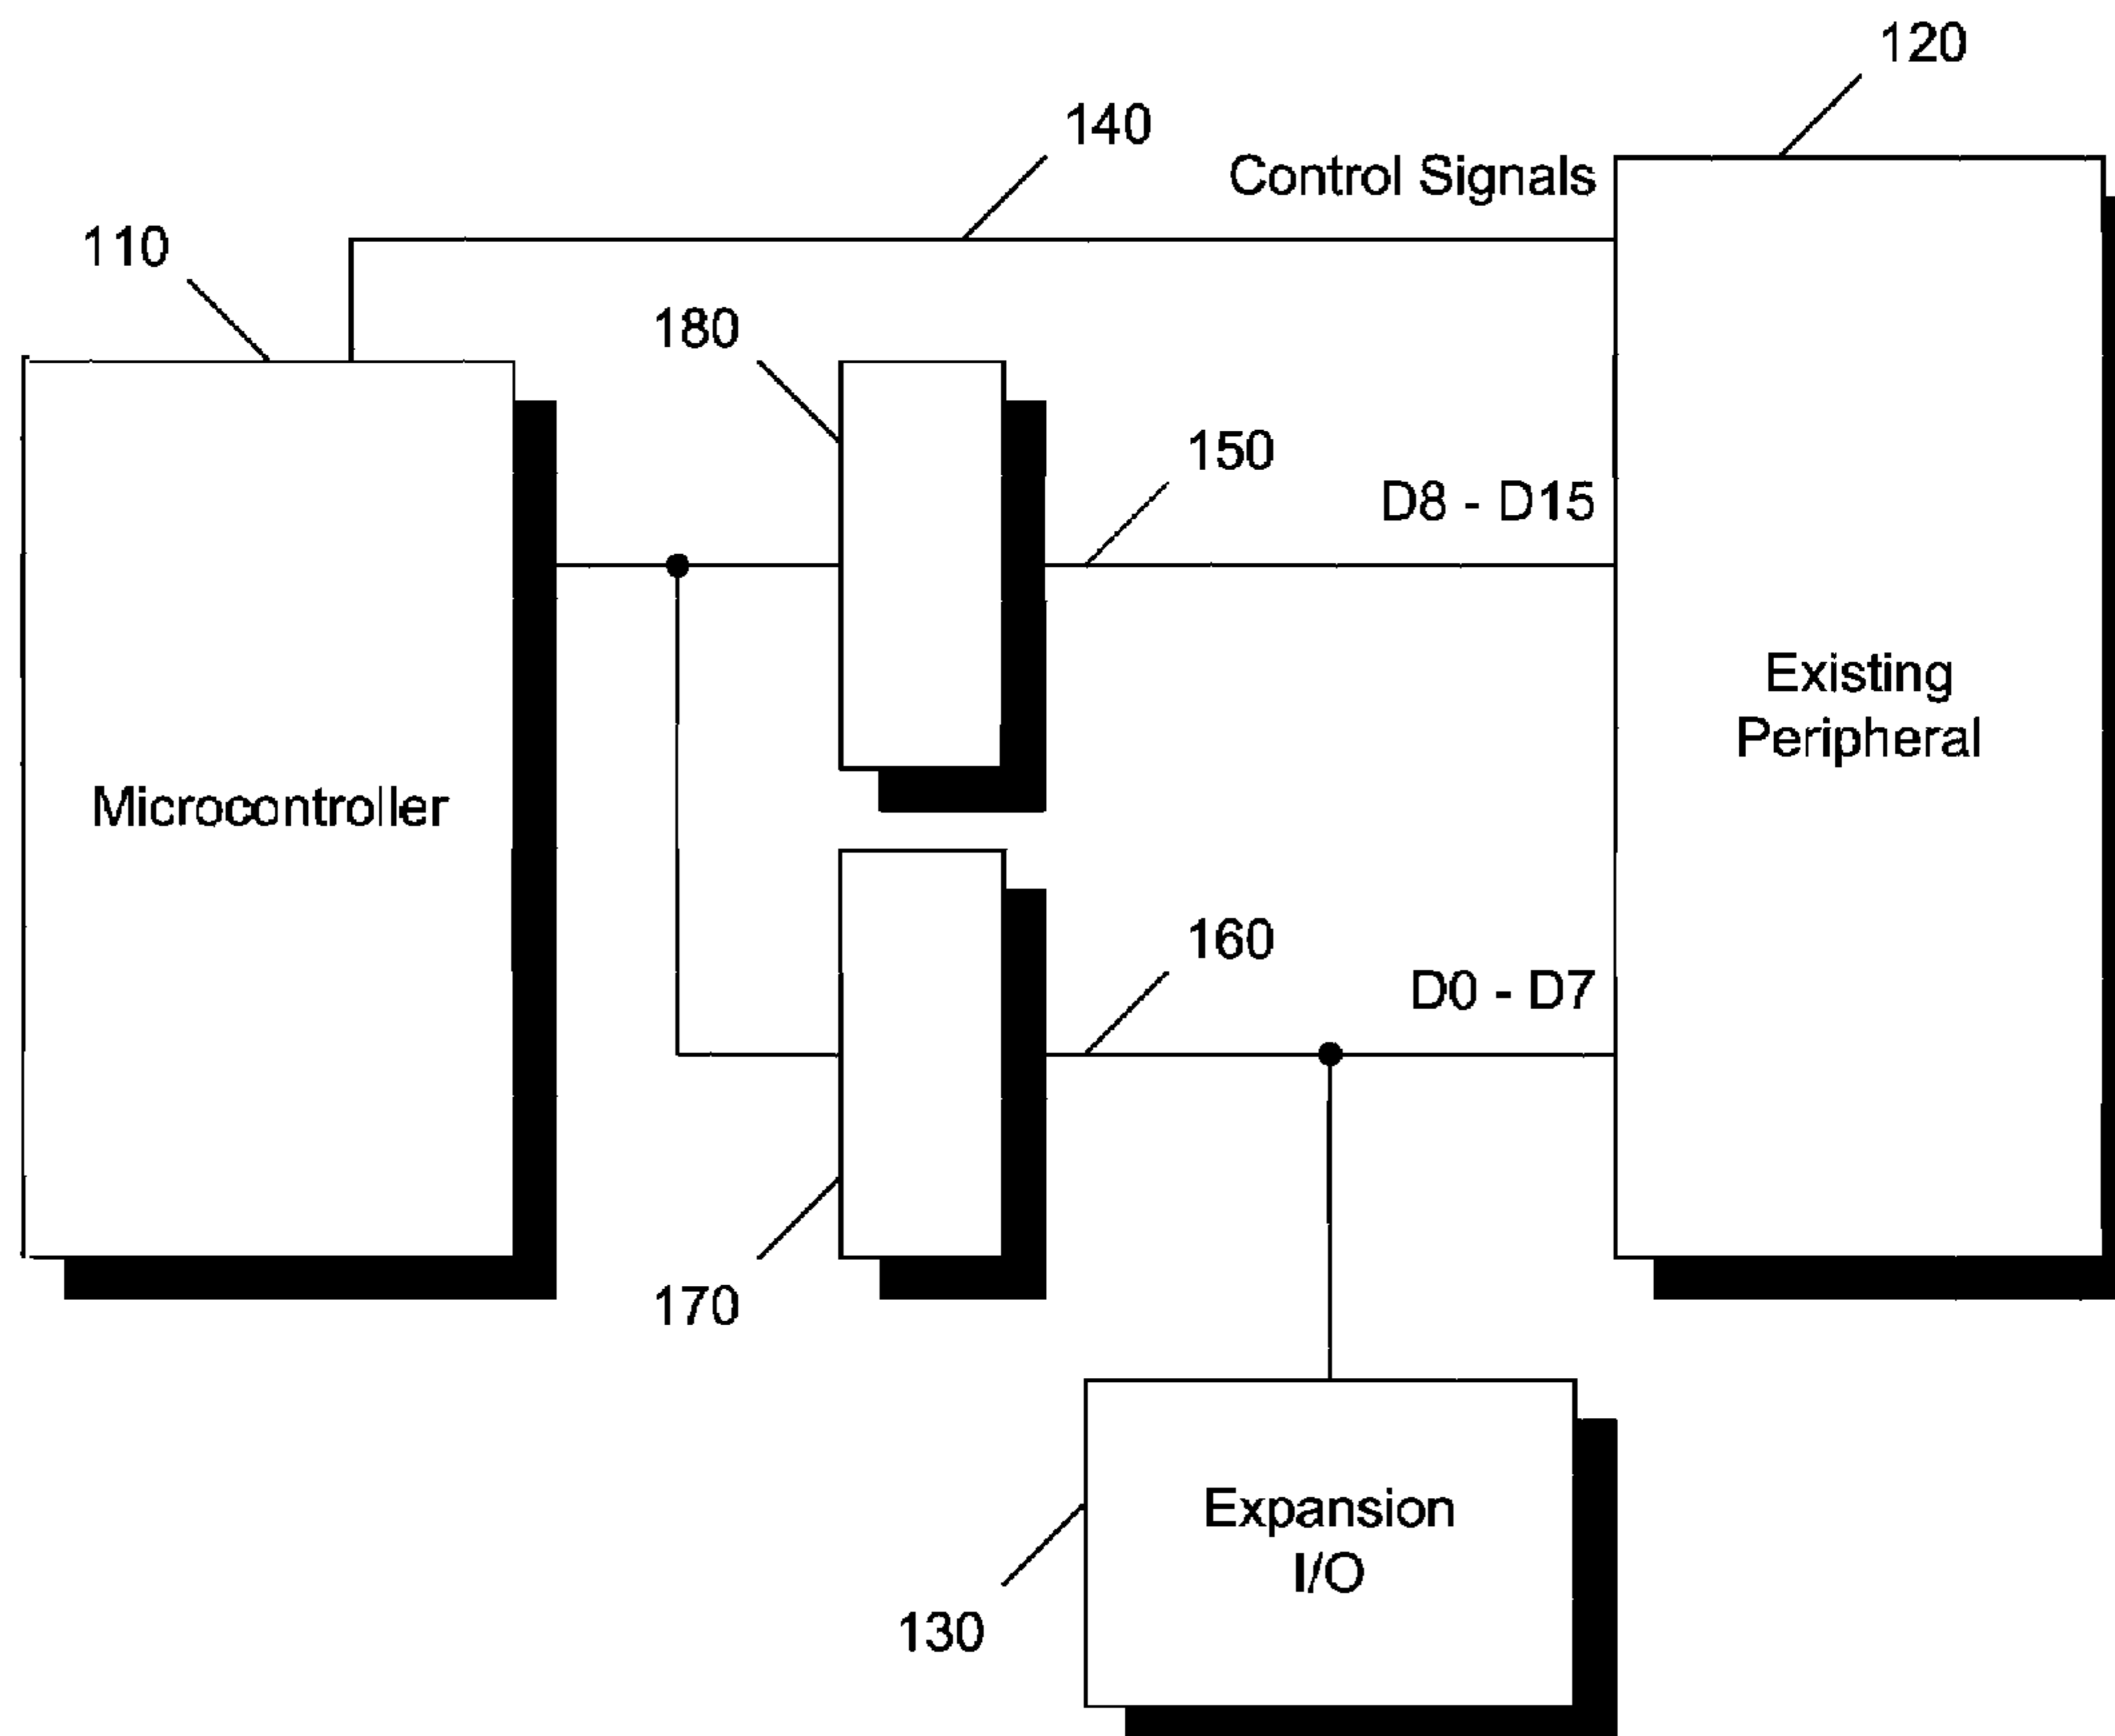 120
140
Control Signals
110
180
150
D8 - D15
Existing
Peripheral
Microcontroller
160
D0 - D7
170
Expansion
I/O
130